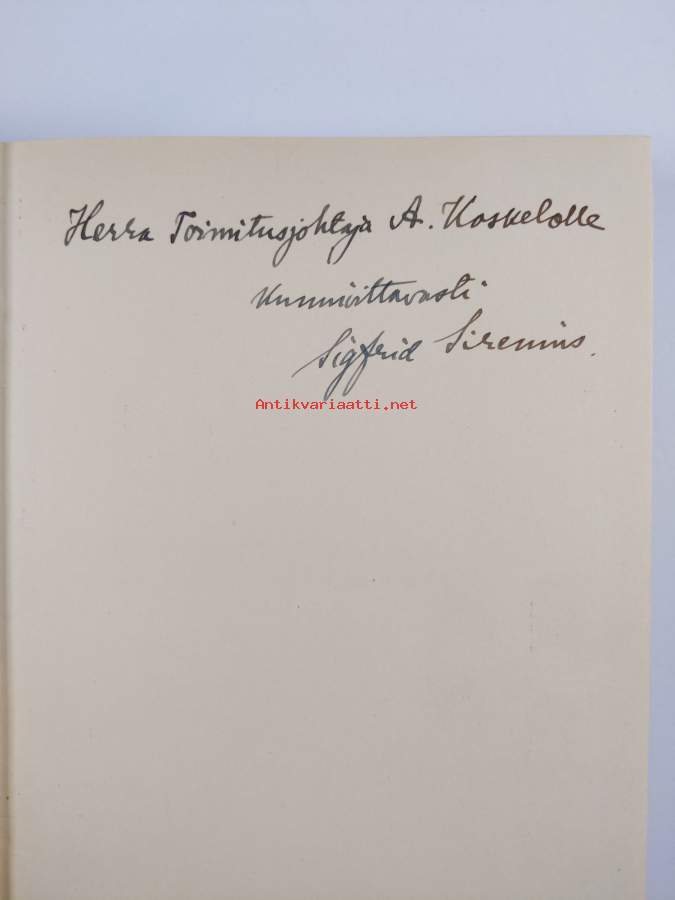 Herra Toimitusjohtaja A. Koskelolle
Kunnioittavasti
Sigfrid Sirenius.
Antikvariaatti.net